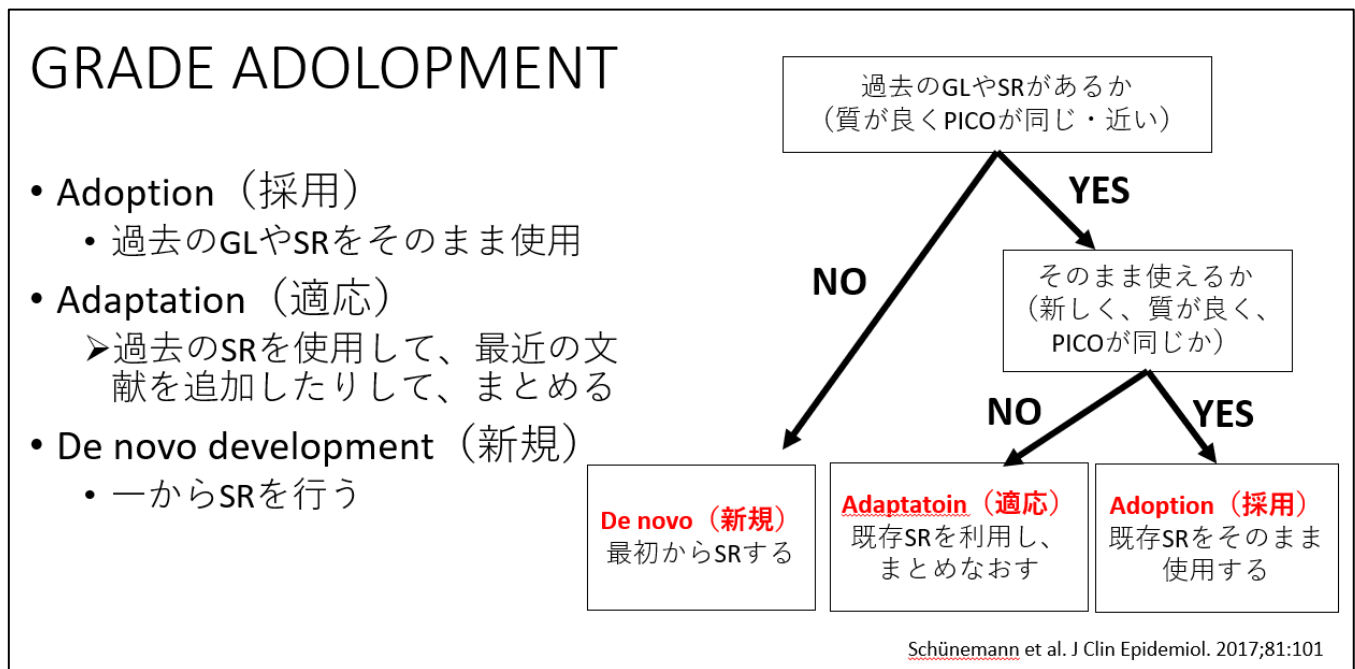 GRADE ADOLOPMENT
• Adoption（採用）
• 過去のGLやSRをそのまま使用
• Adaptation（適応）
➢過去のSRを使用して、最近の文
献を追加したりして、まとめる
• De novo development（新規）
• 一からSRを行う
過去のGLやSRがあるか
（質が良くPICOが同じ・近い）
YES
NO
そのまま使えるか
（新しく、質が良く、
PICOが同じか）
NO
YES
De novo（新規）
最初からSRする
Adaptatoin（適応）
既存SRを利用し、
まとめなおす
Adoption（採用）
既存SRをそのまま
使用する
Schünemann et al. J Clin Epidemiol. 2017;81:101